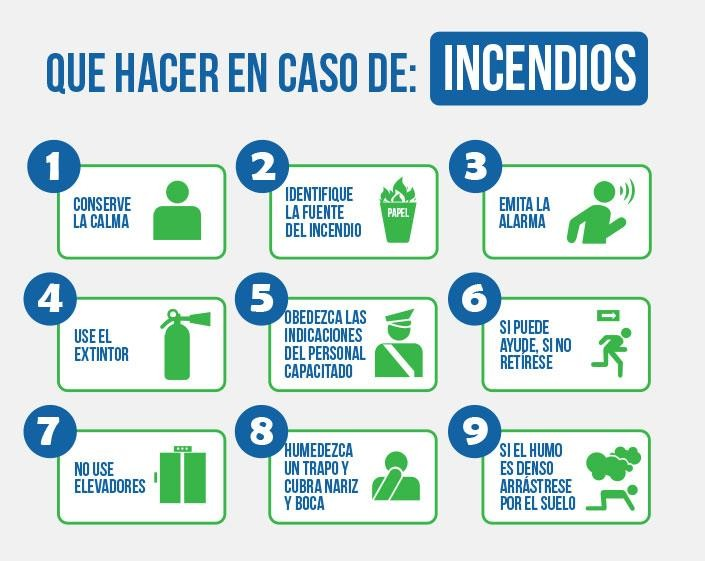 QUE HACER EN CASO DE: INCENDIOS
1
CONSERVE
LA CALMA
2
IDENTIFIQUE
LA FUENTE
DEL INCENDIO
PAPEL
3
EMITA LA
ALARMA
4
USE EL
EXTINTOR
5
OBEDEZCA LAS
INDICACIONES
DEL PERSONAL
CAPACITADO
6
SI PUEDE
AYUDE, SI NO
RETÍRESE
7
NO USE
ELEVADORES
8
HUMEDEZCA
UN TRAPO Y
CUBRA NARIZ
Y BOCA
9
SI EL HUMO
ES DENSO
ARRÁSTRESE
POR EL SUELO